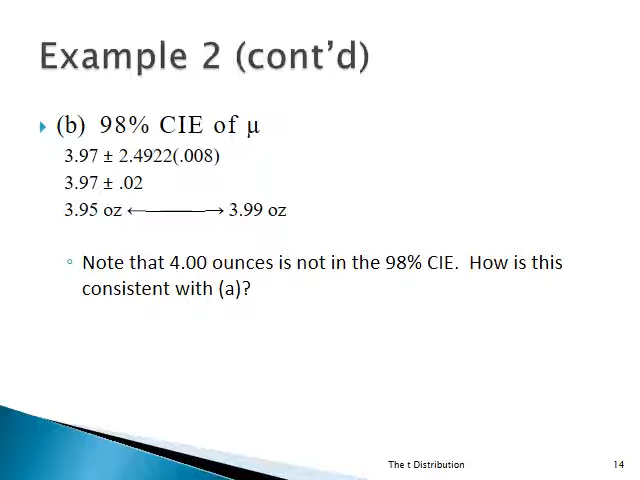 Example 2 (cont’d)
(b) 98% CIE of µ
3.97 ± 2.4922(.008)
3.97 ± .02
3.95 oz ←———→ 3.99 oz
Note that 4.00 ounces is not in the 98% CIE. How is this
consistent with (a)?
The t Distribution
14